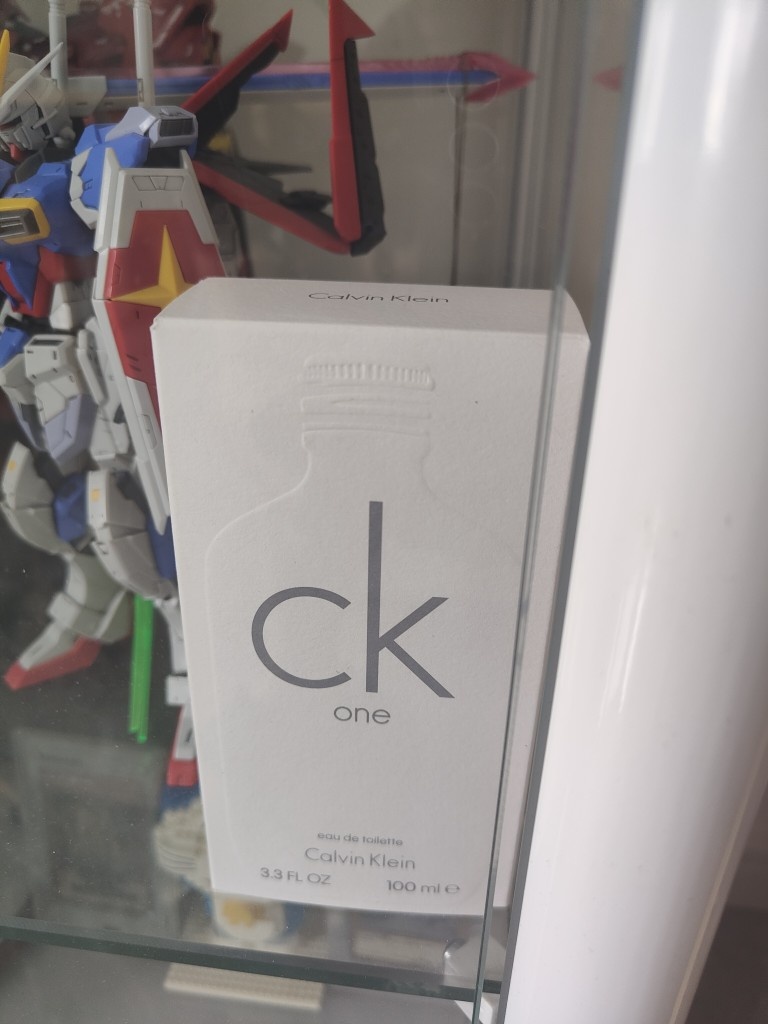 Calvin Klein
ck
one
eau de toilette
Calvin Klein
3.3 FL OZ 100 ml ℮